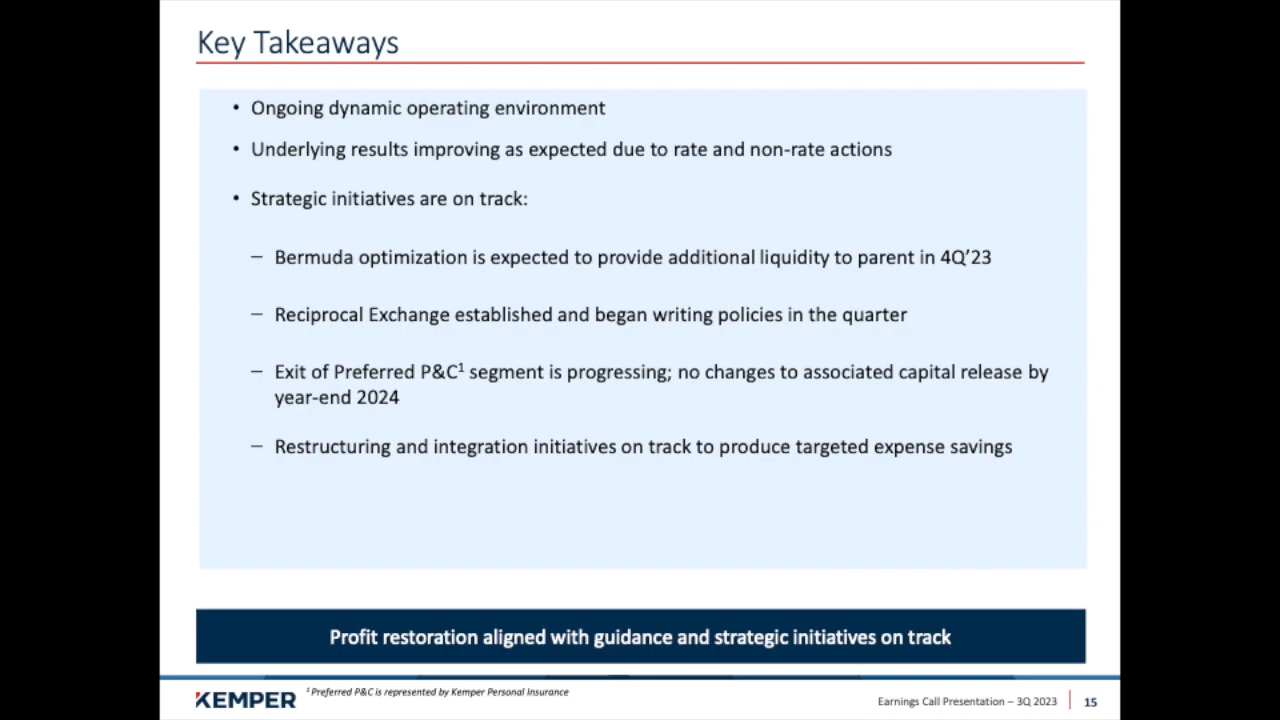 Key Takeaways
• Ongoing dynamic operating environment
• Underlying results improving as expected due to rate and non-rate actions
• Strategic initiatives are on track:
– Bermuda optimization is expected to provide additional liquidity to parent in 4Q’23
– Reciprocal Exchange established and began writing policies in the quarter
– Exit of Preferred P&C¹ segment is progressing; no changes to associated capital release by
year-end 2024
– Restructuring and integration initiatives on track to produce targeted expense savings
Profit restoration aligned with guidance and strategic initiatives on track
KEMPER
¹ Preferred P&C is represented by Kemper Personal Insurance
Earnings Call Presentation – 3Q 2023
15